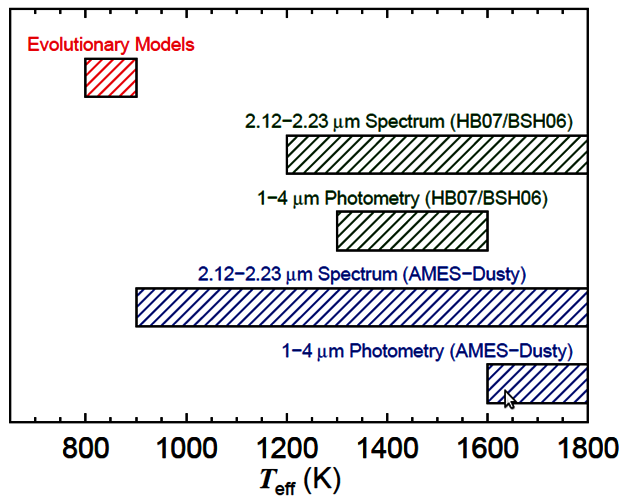 Evolutionary Models
2.12−2.23 μm Spectrum (HB07/BSH06)
1−4 μm Photometry (HB07/BSH06)
2.12−2.23 μm Spectrum (AMES−Dusty)
1−4 μm Photometry (AMES−Dusty)
800 1000 1200 1400 1600 1800
Teff (K)